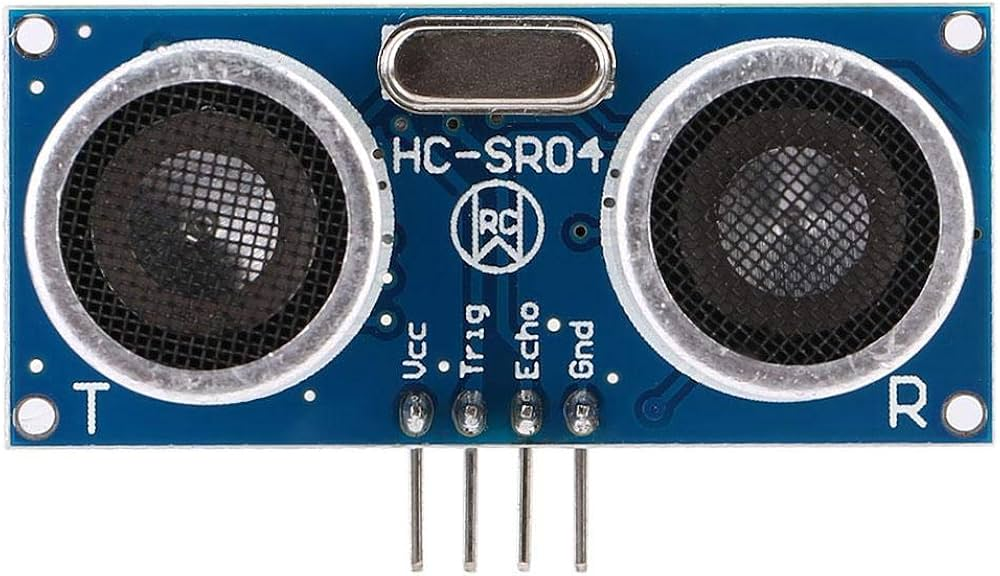 HC-SR04
RC
Vcc
Trig
Echo
Gnd
T
R